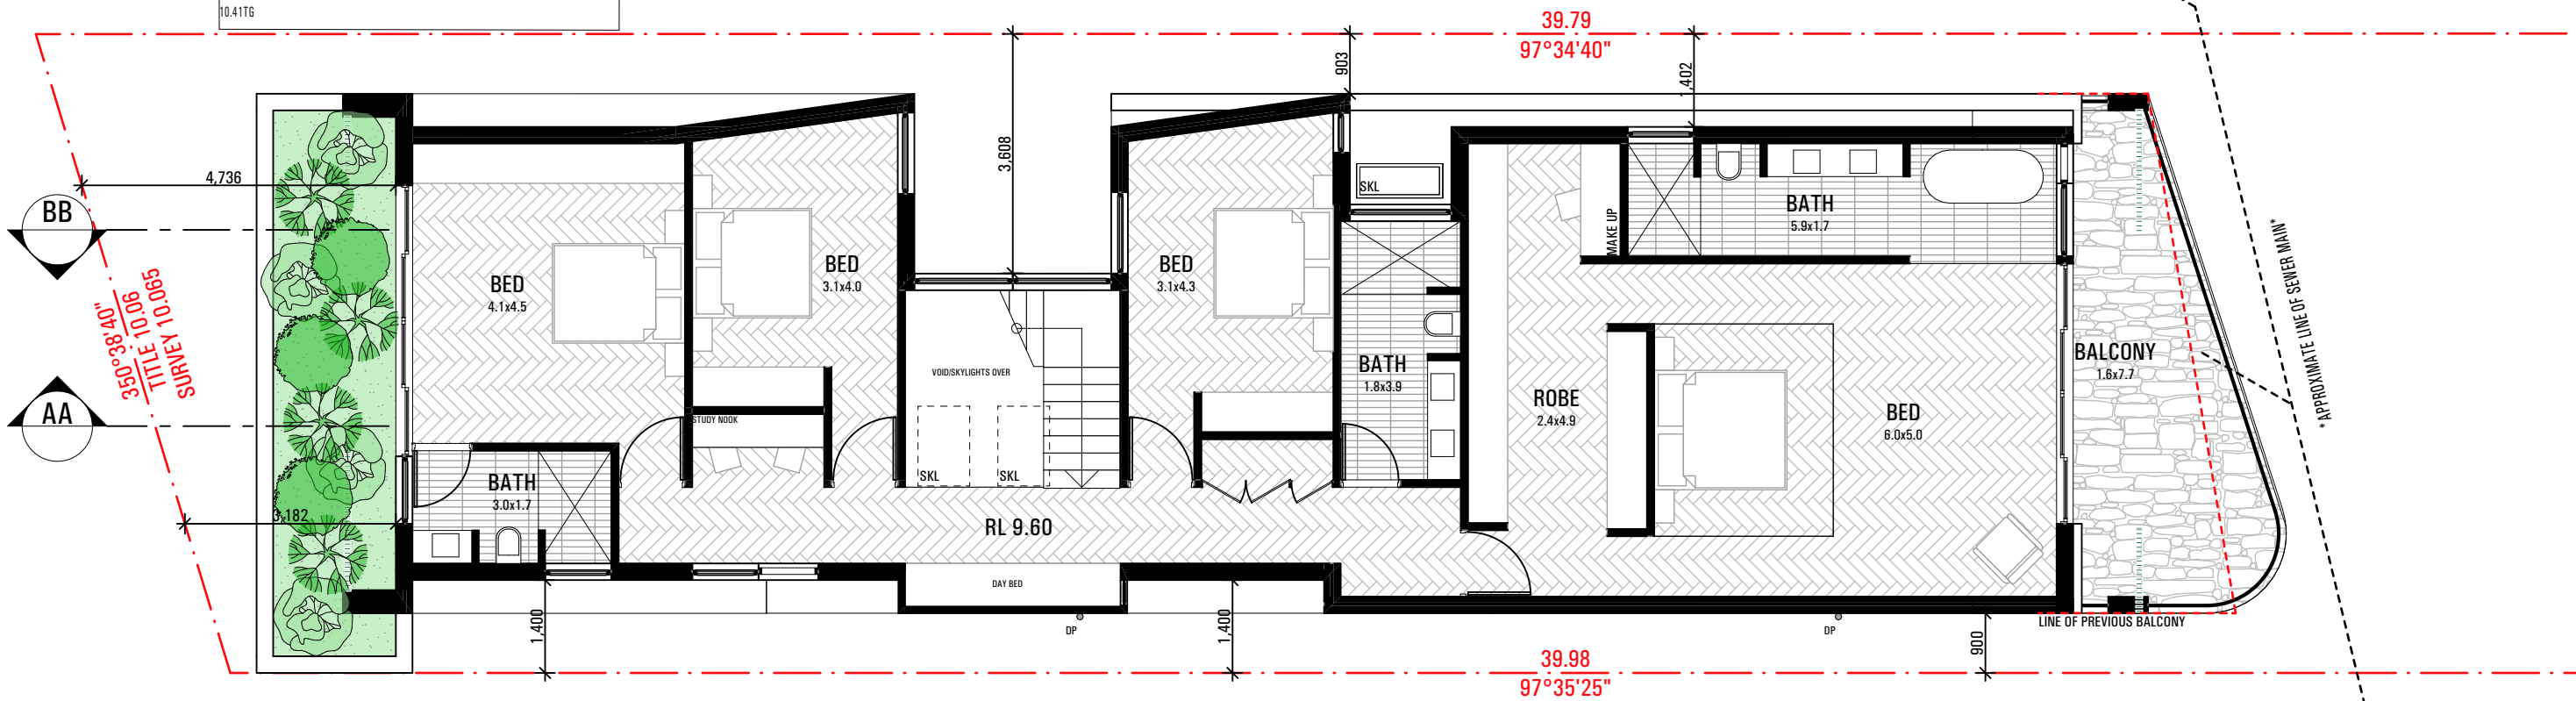 10.41TG
39.79
97°34'40"
903
1,402
3,608
4,736
BB
BED
4.1x4.5
BED
3.1x4.0
BED
3.1x4.3
SKL
MAKE UP
BATH
5.9x1.7
*APPROXIMATE LINE OF SEWER MAIN*
350°38'40"
TITLE 10.06
SURVEY 10.065
VOID/SKYLIGHTS OVER
BATH
1.8x3.9
ROBE
2.4x4.9
BED
6.0x5.0
BALCONY
1.6x7.7
AA
STUDY NOOK
SKL
SKL
BATH
3.0x1.7
3,182
RL 9.60
DAY BED
1,400
DP
1,400
DP
900
LINE OF PREVIOUS BALCONY
39.98
97°35'25"